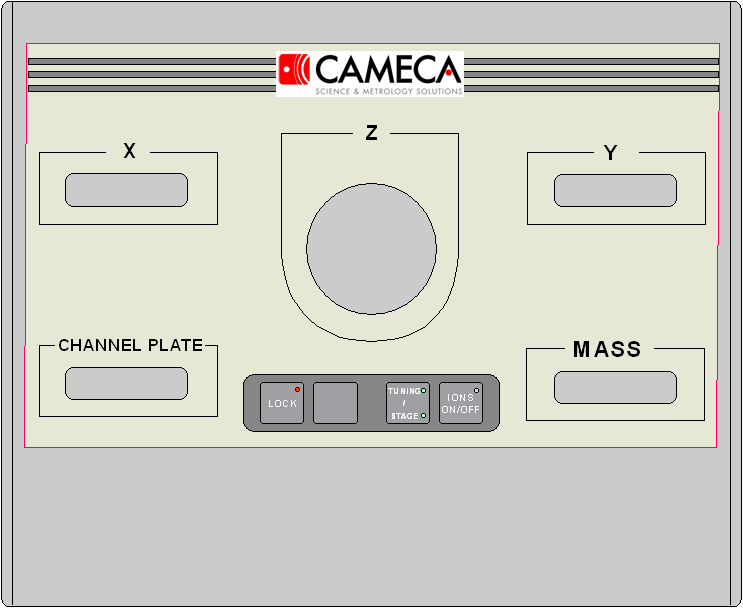 CAMECA
SCIENCE & METROLOGY SOLUTIONS
Z
X
Y
CHANNEL PLATE
MASS
LOCK
TUNING
/
STAGE
IONS
ON/OFF